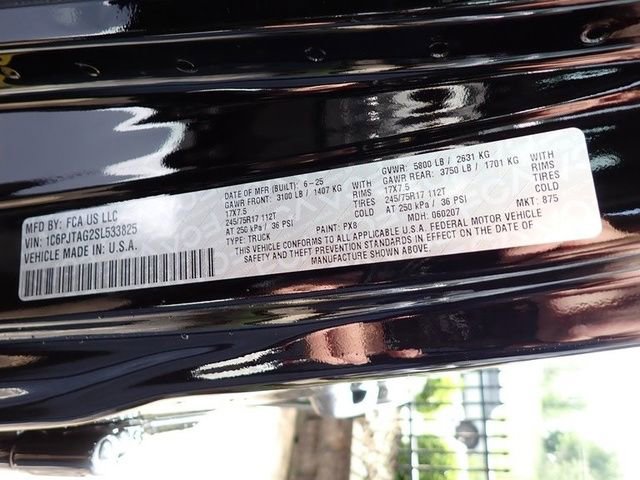 MFD BY: FCA US LLC
VIN: 1C6PJTAG2SL533825
VEHICLE MADE IN: U.S.A.
DATE OF MFR (BUILT): 6-25 GVWR: 5800 LB / 2631 KG
GAWR FRONT: 3100 LB / 1407 KG WITH GAWR REAR: 3750 LB / 1701 KG WITH
17X7.5 RIMS 17X7.5 RIMS
245/75R17 112T TIRES 245/75R17 112T TIRES
AT 250 kPa / 36 PSI COLD AT 250 kPa / 36 PSI COLD
TYPE: TRUCK PAINT: PX8 MDH: 060207 MKT: 875
THIS VEHICLE CONFORMS TO ALL APPLICABLE U.S.A. FEDERAL MOTOR VEHICLE
SAFETY AND THEFT PREVENTION STANDARDS IN EFFECT ON THE DATE OF
MANUFACTURE SHOWN ABOVE.